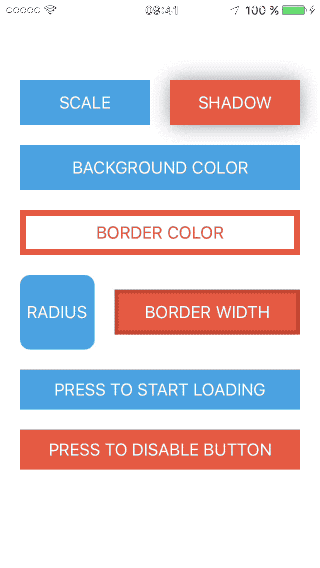 09:41 100 %
SCALE SHADOW
BACKGROUND COLOR
BORDER COLOR
RADIUS BORDER WIDTH
PRESS TO START LOADING
PRESS TO DISABLE BUTTON